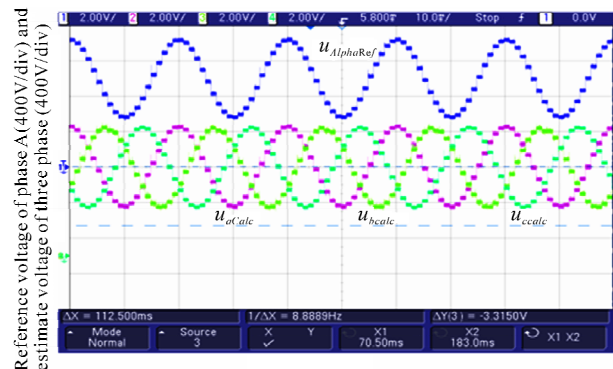 Reference voltage of phase A(400V/div) and
estimate voltage of three phase (400V/div)
1 2.00V/ 2 2.00V/ 3 2.00V/ 4 2.00V/ 5.800 10.0 Stop 1 0.0V
u_AlphaRef
u_aCalc u_bcalc u_ccalc
ΔX = 112.500ms 1/ΔX = 8.8889Hz ΔY(3) = -3.3150V
Mode Source X Y X1 X2 X1 X2
Normal 3 ✓ 70.50ms 183.0ms